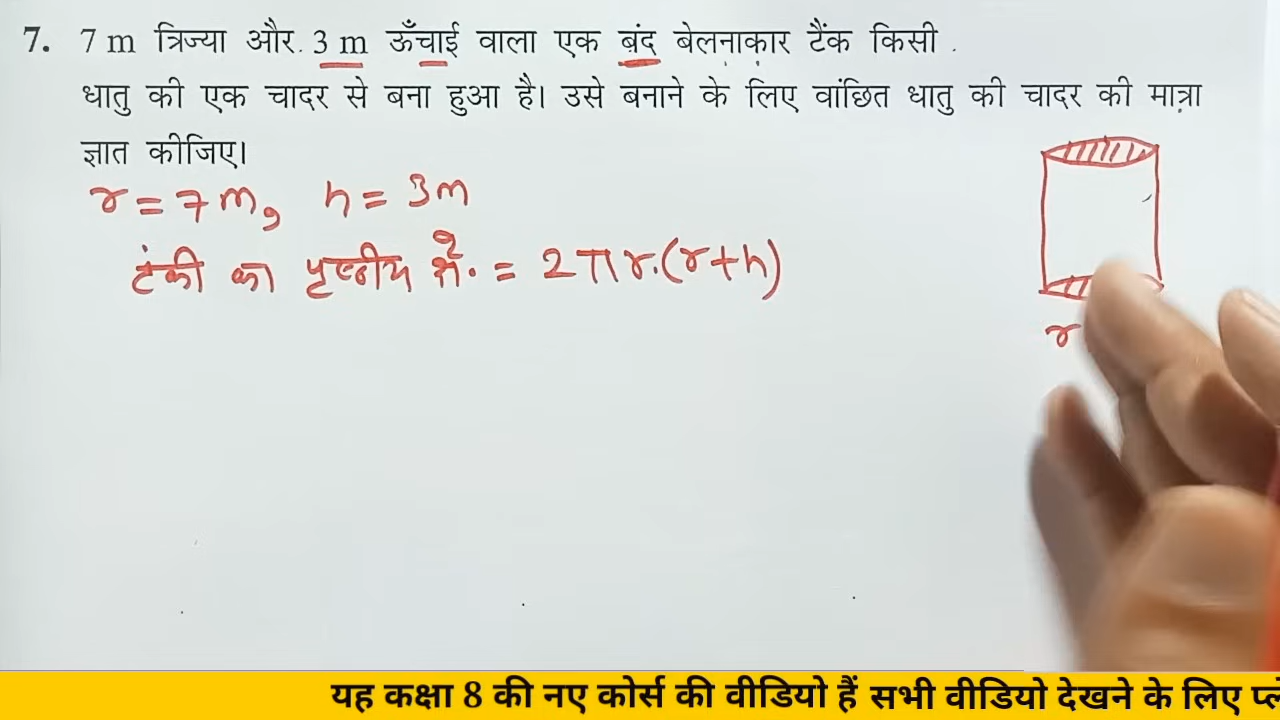 7. 7 m त्रिज्या और 3 m ऊँचाई वाला एक बंद बेलनाकार टैंक किसी
धातु की एक चादर से बना हुआ है। उसे बनाने के लिए वांछित धातु की चादर की मात्रा
ज्ञात कीजिए।
r = 7 m, h = 3m
टंकी का पृष्ठीय क्षे. = 2πr.(r+h)
r
यह कक्षा 8 की नए कोर्स की वीडियो हैं सभी वीडियो देखने के लिए